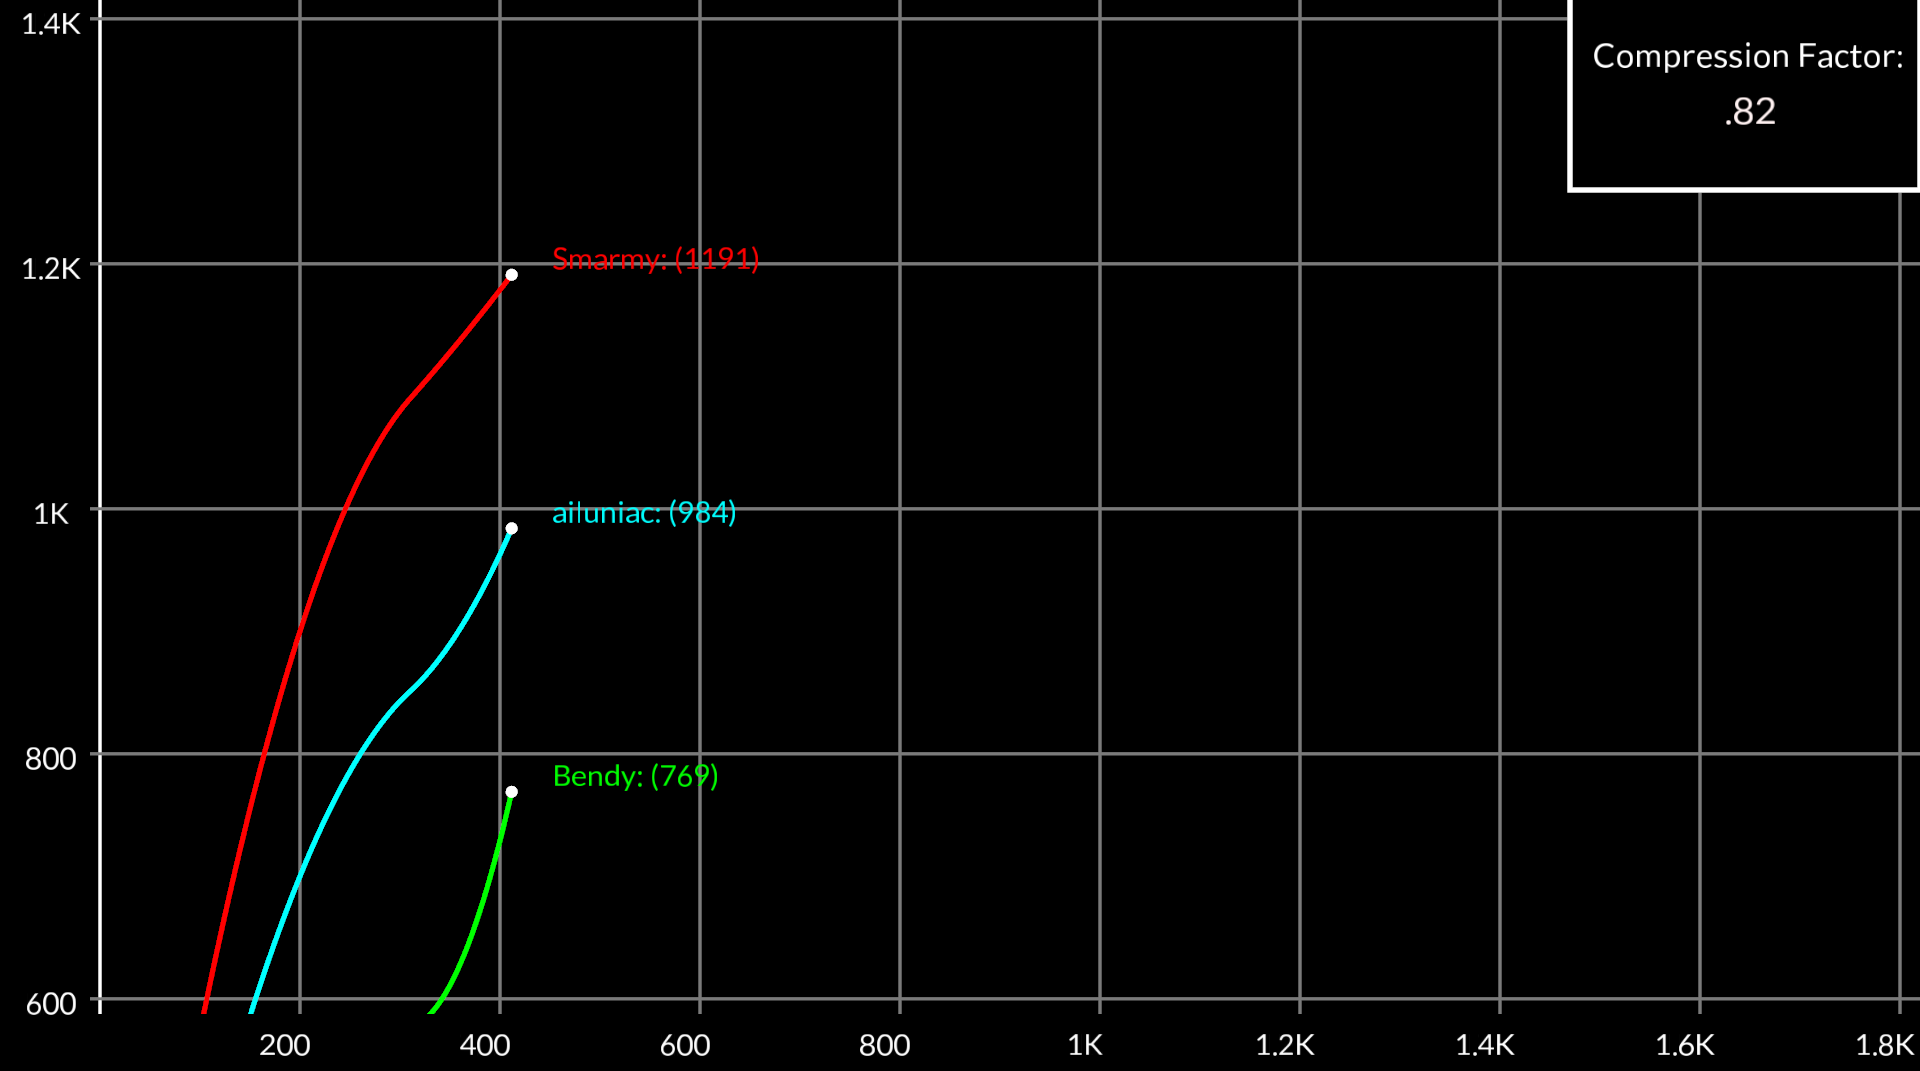 1.4K
Compression Factor:
.82
1.2K
Smarmy: (1191)
1K
ailuniac: (984)
800
Bendy: (769)
600
200 400 600 800 1K 1.2K 1.4K 1.6K 1.8K